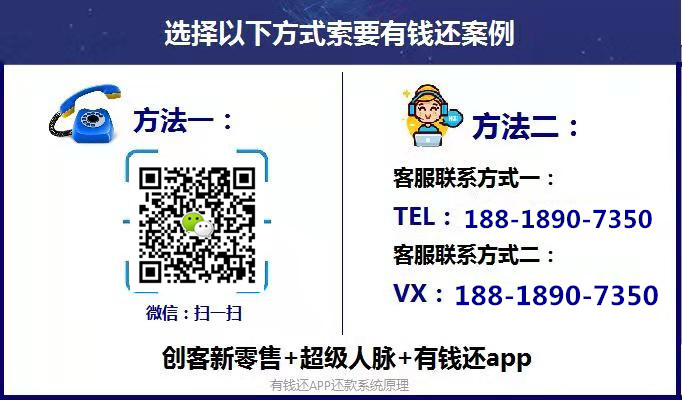 选择以下方式索要有钱还案例
方法一：
微信：扫一扫
方法二：
Hi!
客服联系方式一：
TEL： 188-1890-7350
客服联系方式二：
VX： 188-1890-7350
创客新零售+超级人脉+有钱还app
有钱还APP还款系统原理